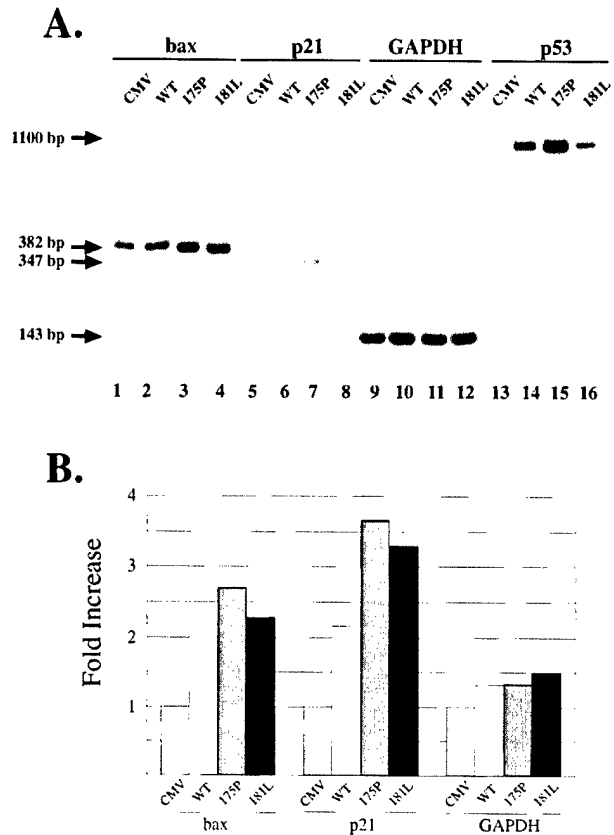 A.
bax p21 GAPDH p53
CMV WT 175P 181L CMV WT 175P 181L CMV WT 175P 181L CMV WT 175P 181L
1100 bp
382 bp
347 bp
143 bp
1 2 3 4 5 6 7 8 9 10 11 12 13 14 15 16
B.
Fold Increase
4
3
2
1
CMV WT 175P 181L CMV WT 175P 181L CMV WT 175P 181L
bax p21 GAPDH